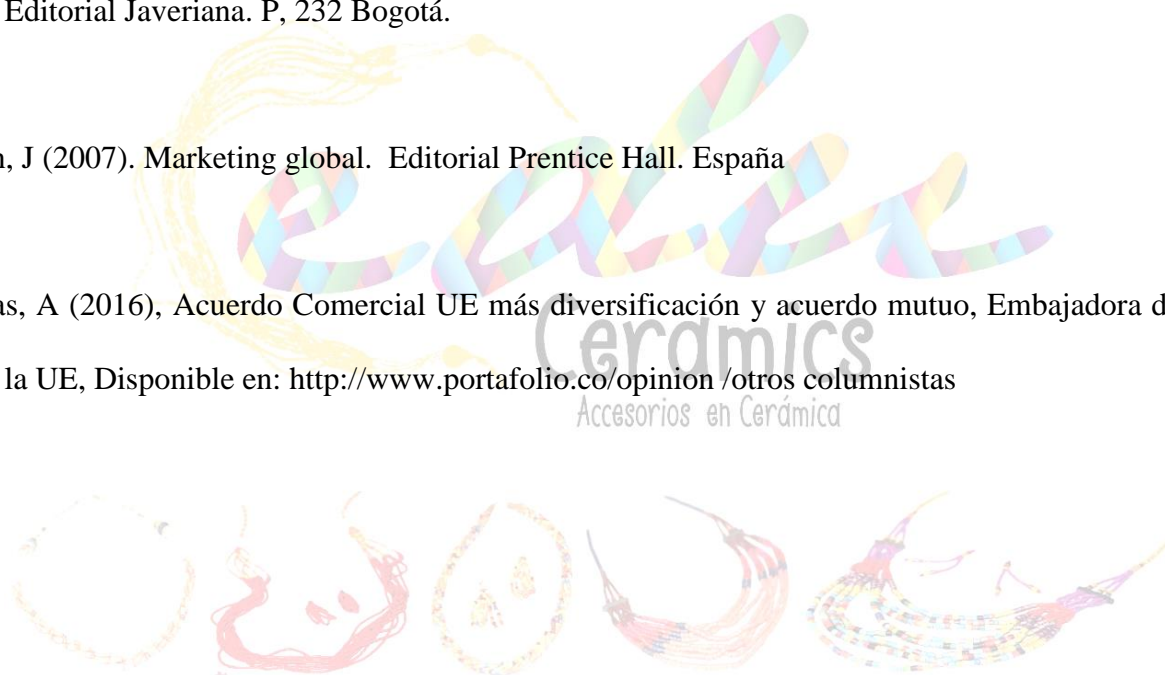 Editorial Javeriana. P, 232 Bogotá.
n, J (2007). Marketing global. Editorial Prentice Hall. España
as, A (2016), Acuerdo Comercial UE más diversificación y acuerdo mutuo, Embajadora d
la UE, Disponible en: http://www.portafolio.co/opinion /otros columnistas
eder
Ceramics
Accesorios en Cerámica